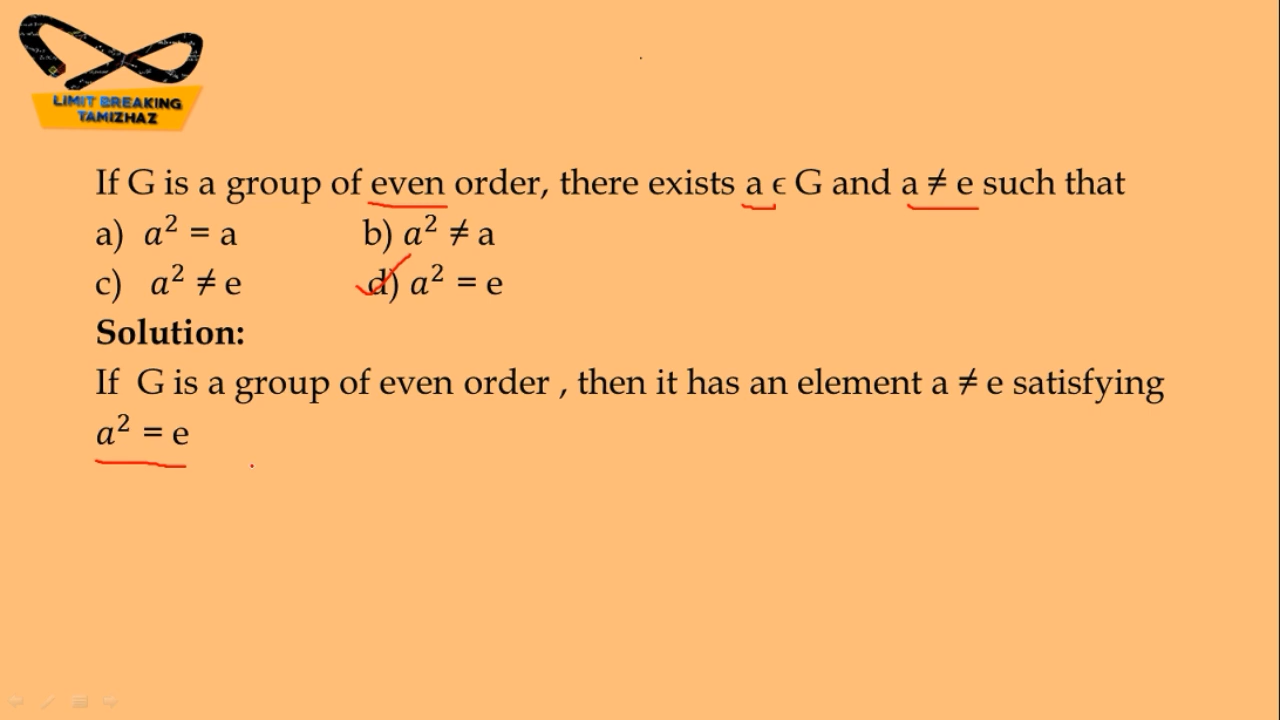 LIMIT BREAKING
TAMIZHAZ
If G is a group of even order, there exists a ϵ G and a ≠ e such that
a) a² = a b) a² ≠ a
c) a² ≠ e d) a² = e
Solution:
If G is a group of even order , then it has an element a ≠ e satisfying
a² = e